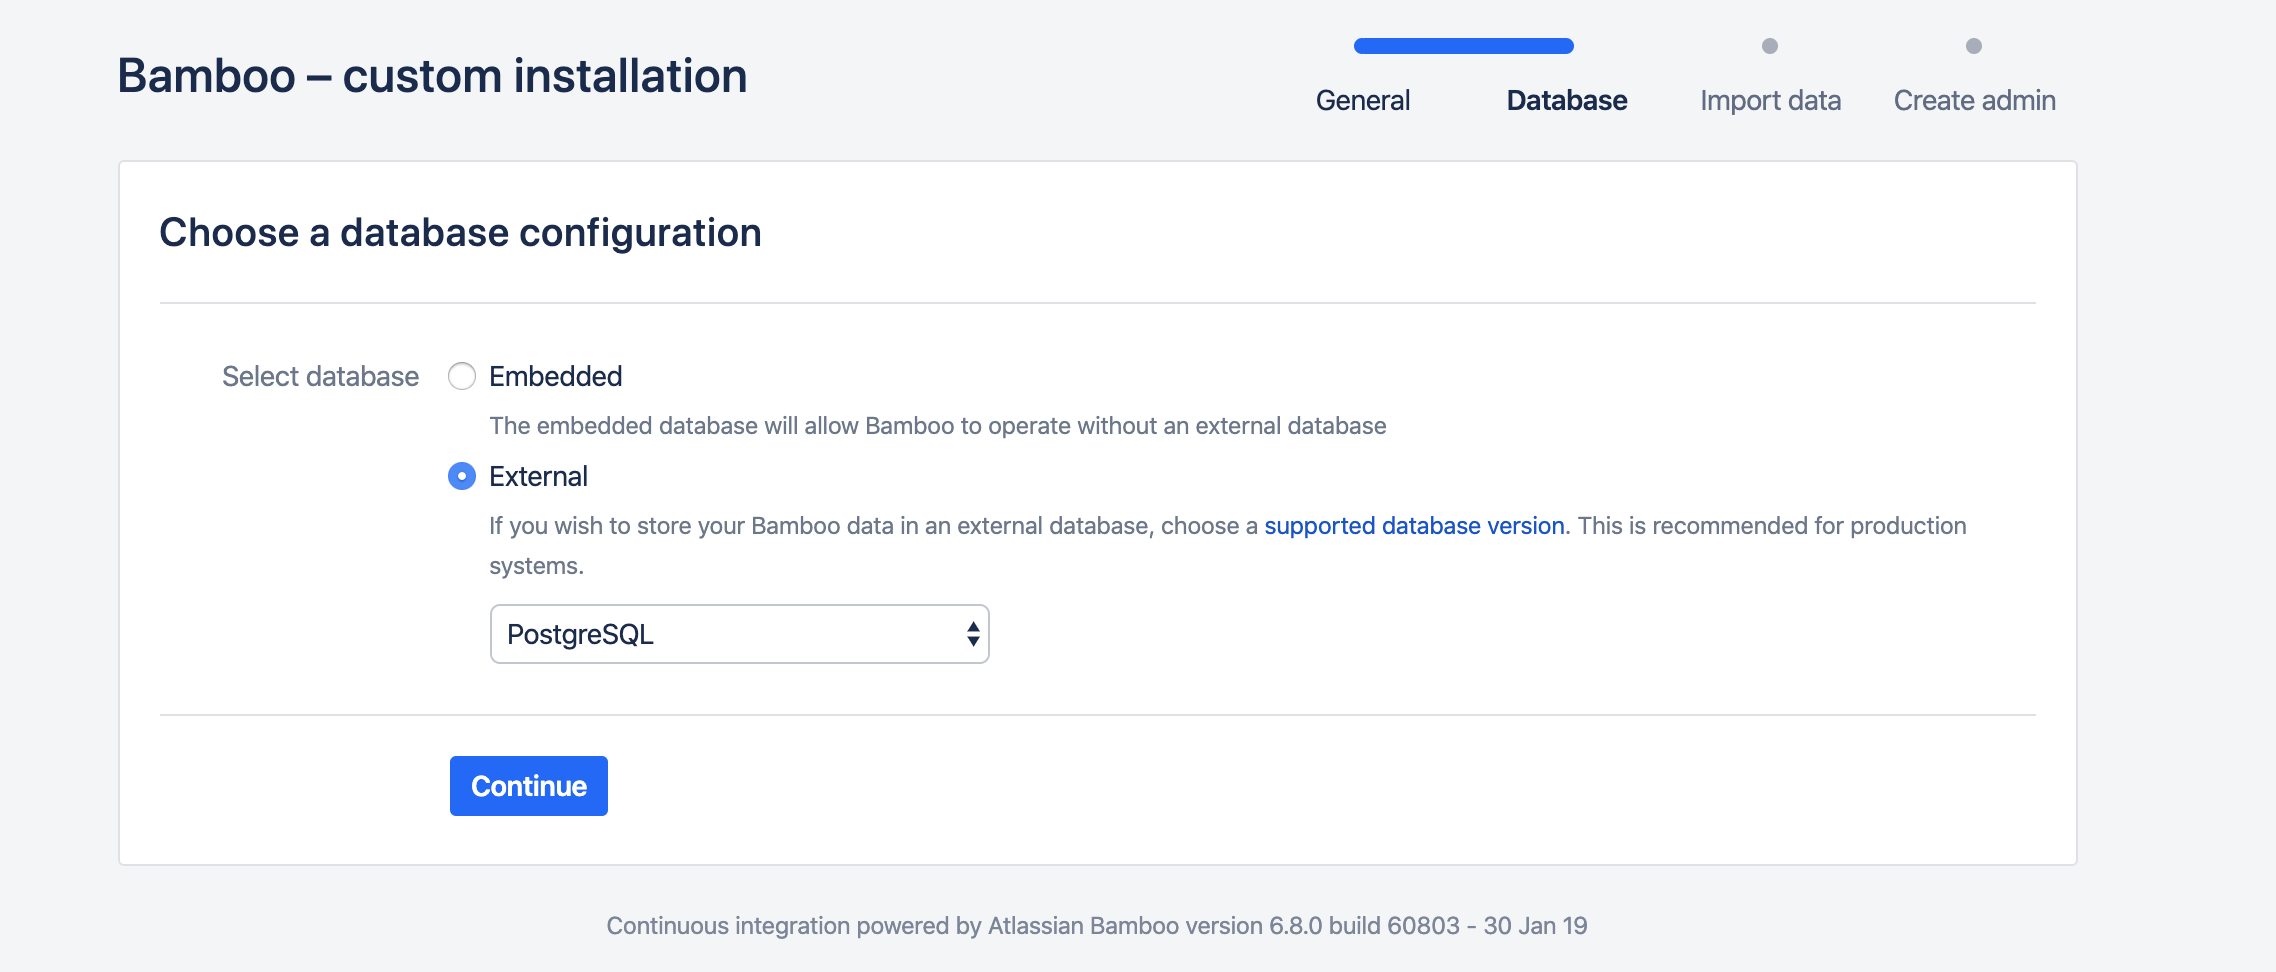 Bamboo – custom installation
General
Database
Import data
Create admin
Choose a database configuration
Select database
Embedded
The embedded database will allow Bamboo to operate without an external database
External
If you wish to store your Bamboo data in an external database, choose a supported database version. This is recommended for production
systems.
PostgreSQL
Continue
Continuous integration powered by Atlassian Bamboo version 6.8.0 build 60803 - 30 Jan 19